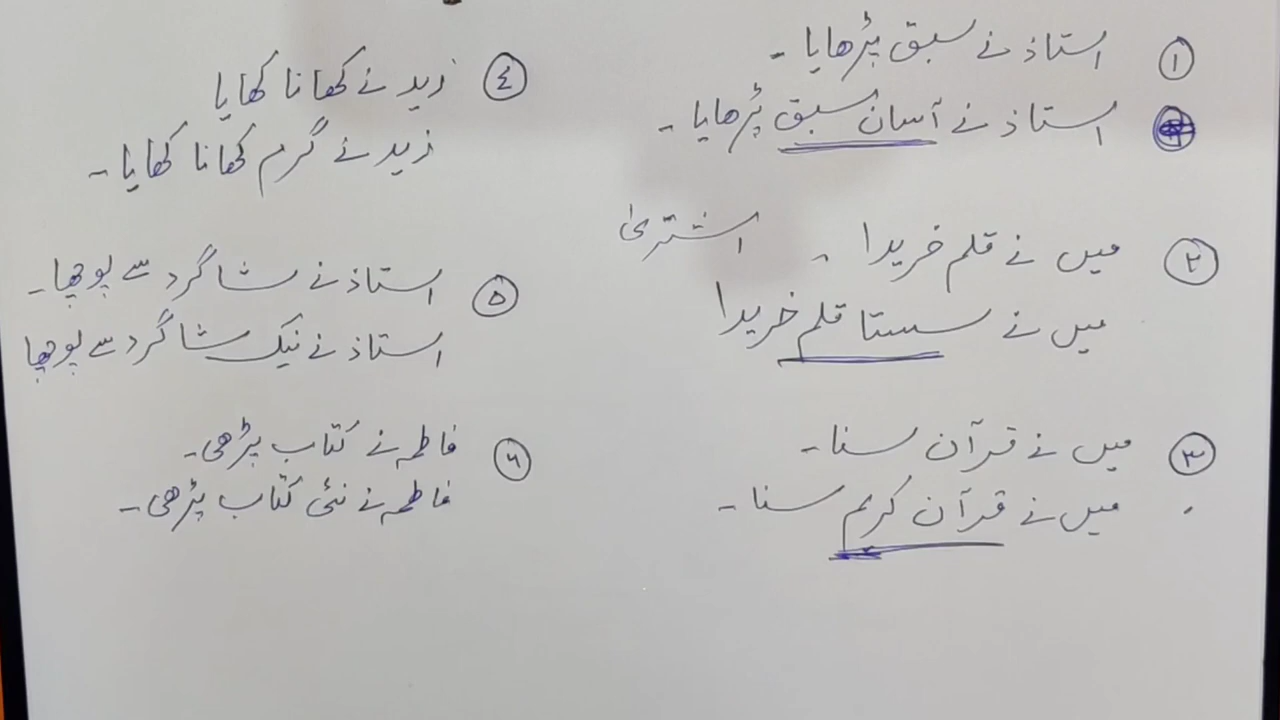 ١ استاذ نے سبق پڑھایا ۔
استاذ نے آسان سبق پڑھایا ۔
٢ میں نے قلم خریدا ۔ اشتریٰ
میں نے سستا قلم خریدا
٣ میں نے قرآن سنا ۔
میں نے قرآن کریم سنا ۔
٤ زید نے کھانا کھایا
زید نے گرم کھانا کھایا ۔
٥ استاذ نے شاگرد سے پوچھا ۔
استاذ نے نیک شاگرد سے پوچھا
٦ فاطمہ نے کتاب پڑھی ۔
فاطمہ نے نئی کتاب پڑھی ۔